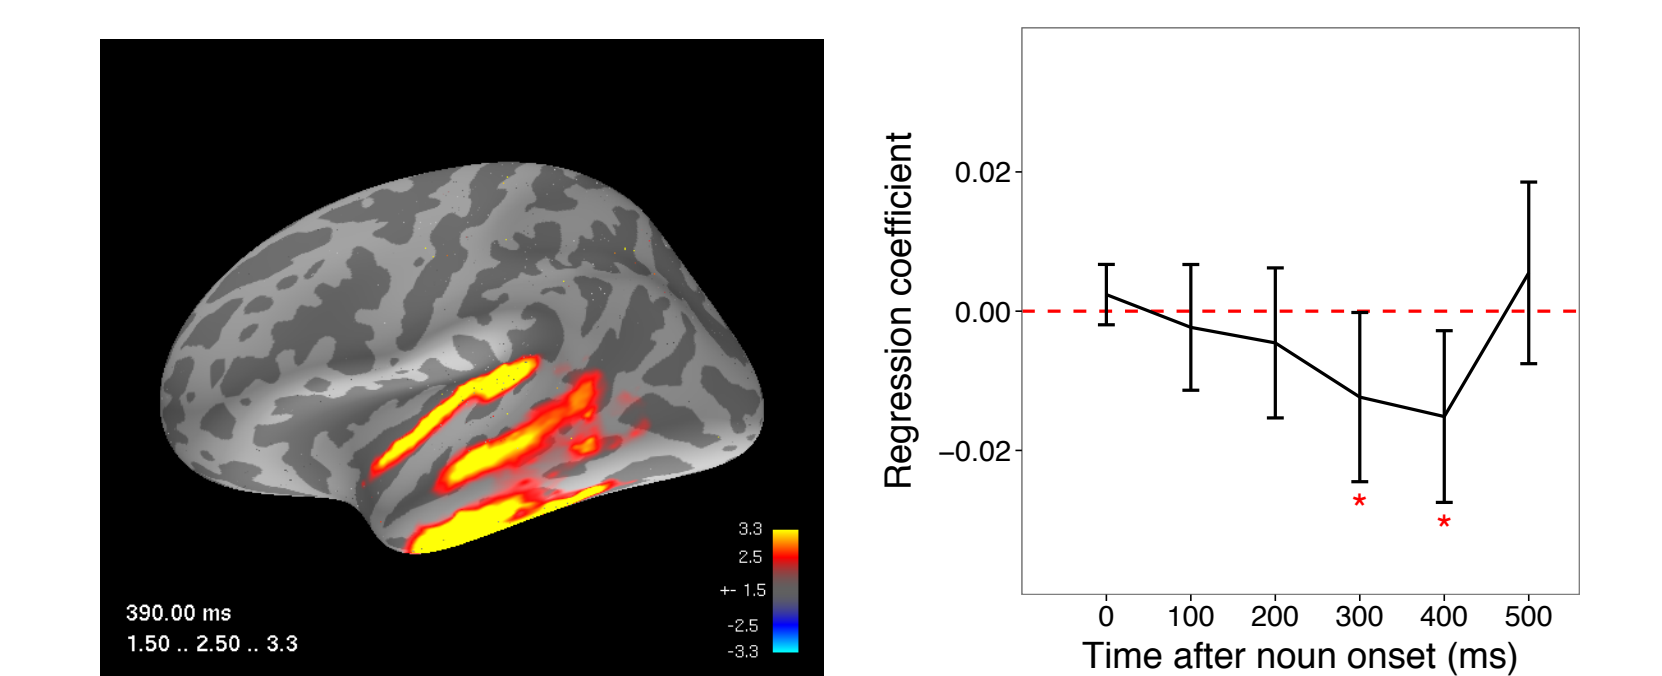 3.3
2.5
+- 1.5
-2.5
-3.3
390.00 ms
1.50 .. 2.50 .. 3.3
Regression coefficient
0.02
0.00
−0.02
*
*
0 100 200 300 400 500
Time after noun onset (ms)